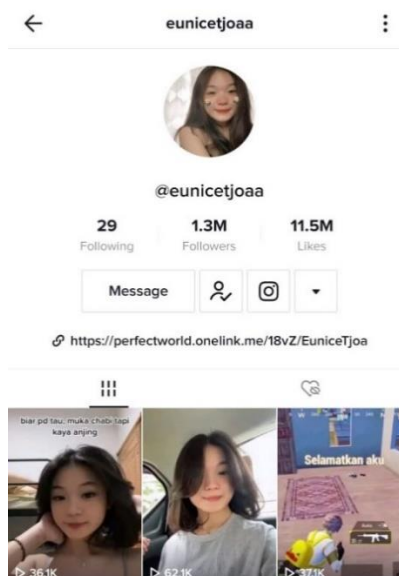 eunicetjoaa
@eunicetjoaa
29 1.3M 11.5M
Following Followers Likes
Message
https://perfectworld.onelink.me/18vZ/EuniceTjoa
biar pd tau, muka chabi tapi
kaya anjing
Selamatkan aku
36.1K 62.1K 37.1K